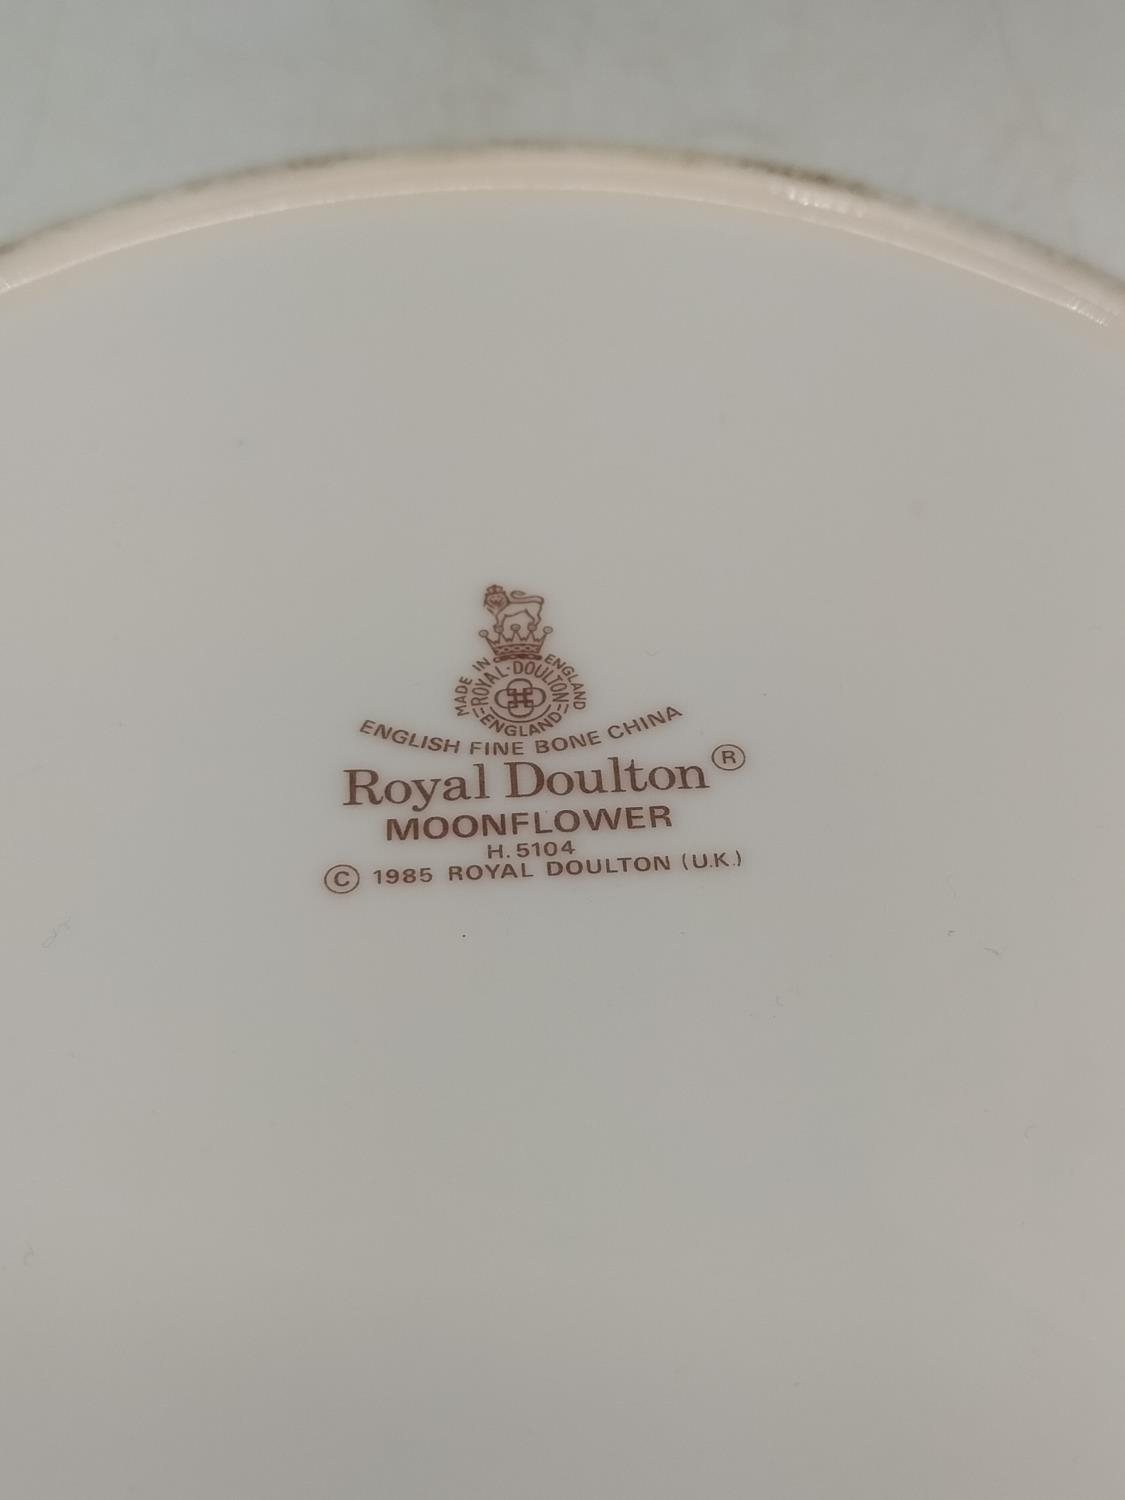 MADE IN ENGLAND
ROYAL·DOULTON
ENGLAND
ENGLISH FINE BONE CHINA
Royal Doulton ®
MOONFLOWER
H. 5104
© 1985 ROYAL DOULTON (U.K.)